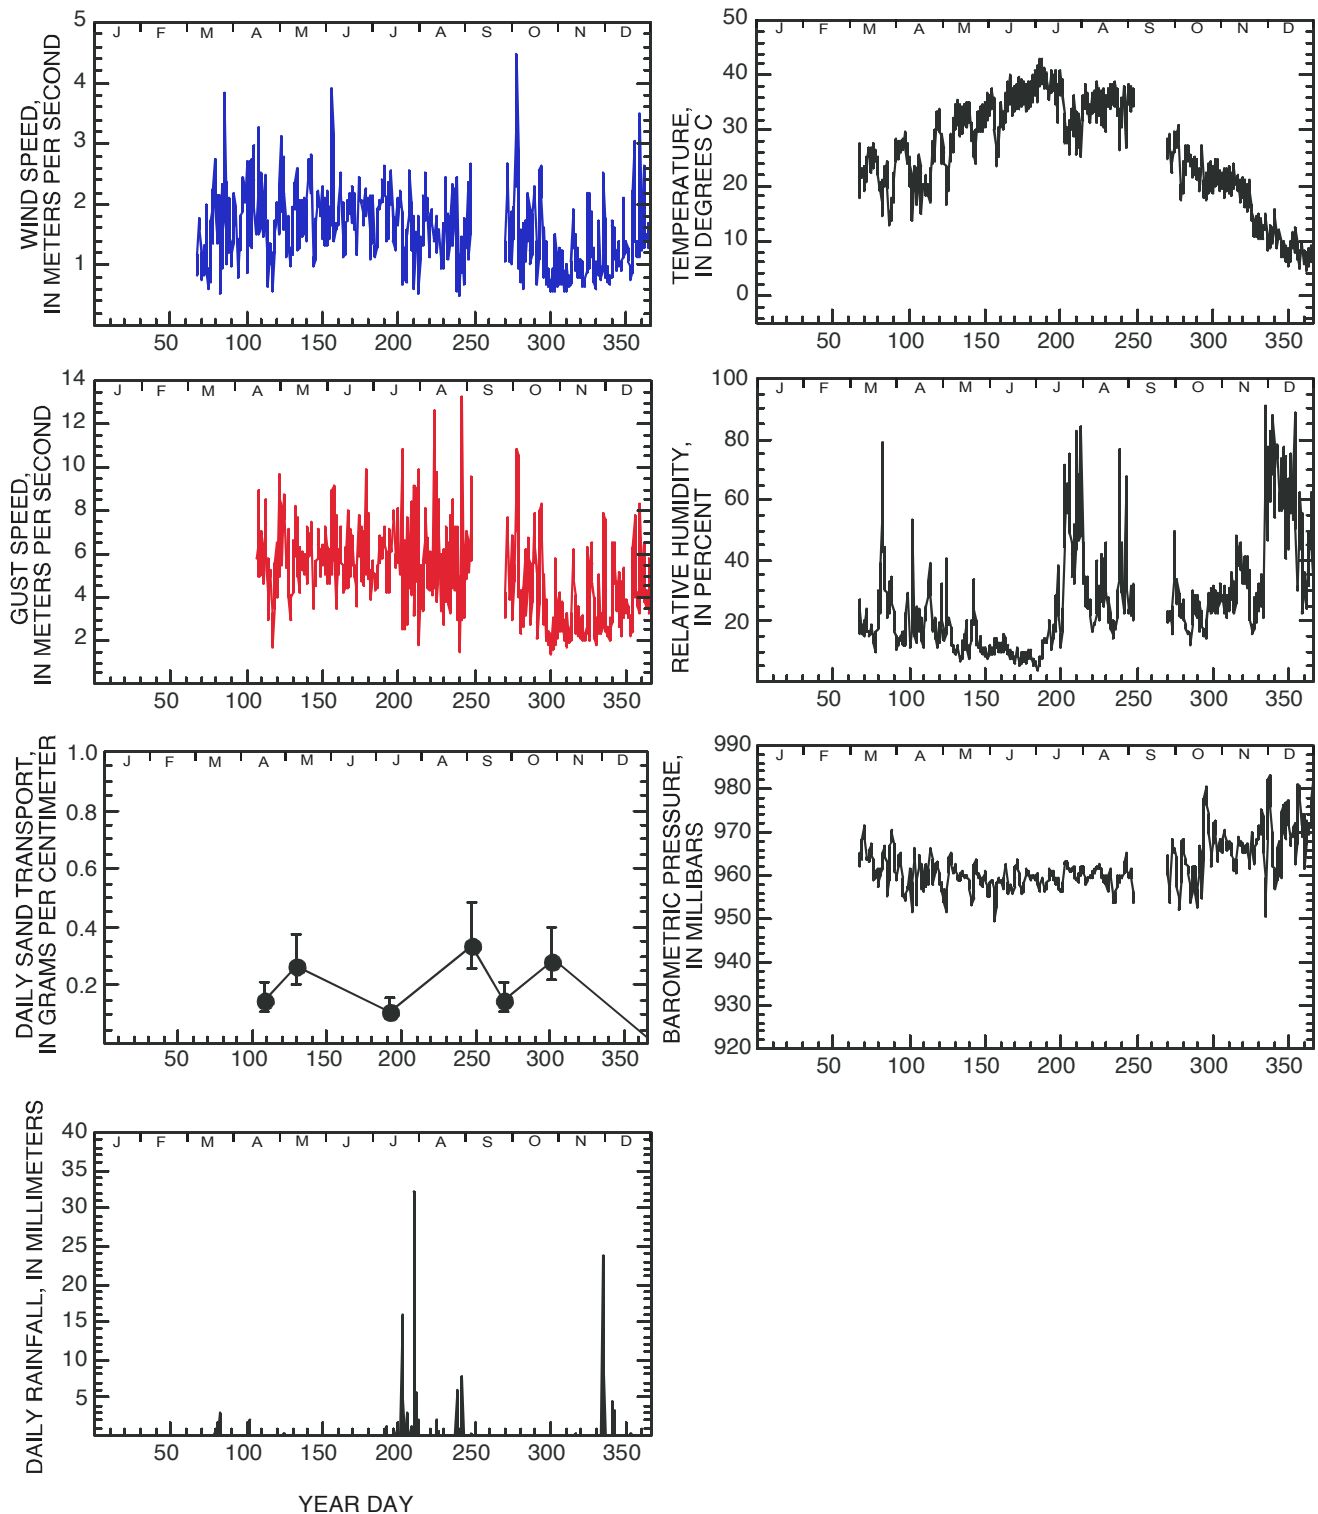 WIND SPEED,
IN METERS PER SECOND
5
4
3
2
1
J F M A M J J A S O N D
50 100 150 200 250 300 350
TEMPERATURE,
IN DEGREES C
50
40
30
20
10
0
J F M A M J J A S O N D
50 100 150 200 250 300 350
GUST SPEED,
IN METERS PER SECOND
14
12
10
8
6
4
2
J F M A M J J A S O N D
50 100 150 200 250 300 350
RELATIVE HUMIDITY,
IN PERCENT
100
80
60
40
20
J F M A M J J A S O N D
50 100 150 200 250 300 350
DAILY SAND TRANSPORT,
IN GRAMS PER CENTIMETER
1.0
0.8
0.6
0.4
0.2
J F M A M J J A S O N D
50 100 150 200 250 300 350
BAROMETRIC PRESSURE,
IN MILLIBARS
990
980
970
960
950
940
930
920
J F M A M J J A S O N D
50 100 150 200 250 300 350
DAILY RAINFALL, IN MILLIMETERS
40
35
30
25
20
15
10
5
J F M A M J J A S O N D
50 100 150 200 250 300 350
YEAR DAY